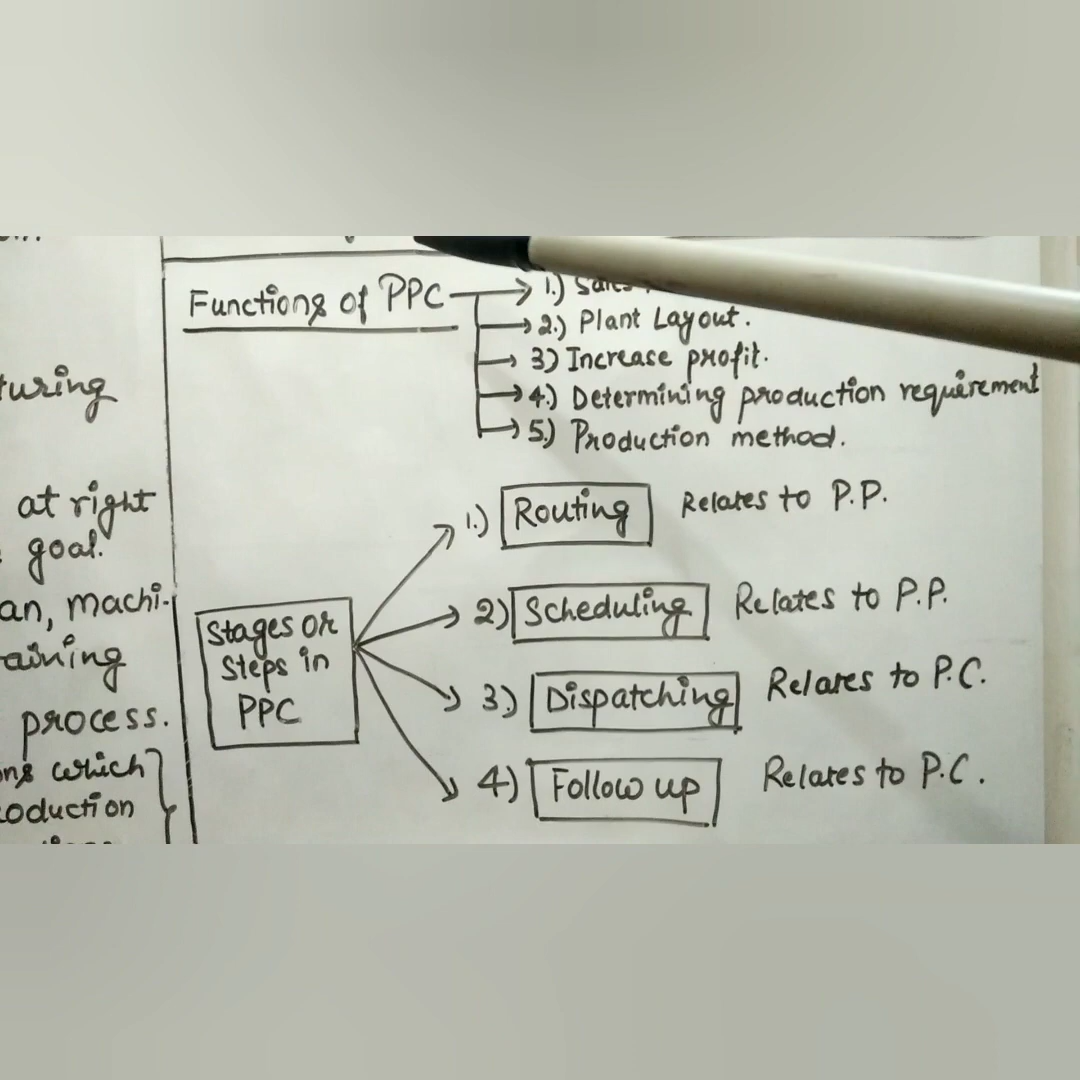 turing
at right
goal.
an, machi-
aining
process.
which
oduction
Functions of PPC
1.) Sales
2.) Plant Layout.
3) Increase profit.
4.) Determining production requirement
5.) Production method.
Stages or
Steps in
PPC
1.) Routing Relates to P.P.
2) Scheduling Relates to P.P.
3.) Dispatching Relates to P.C.
4.) Follow up Relates to P.C.